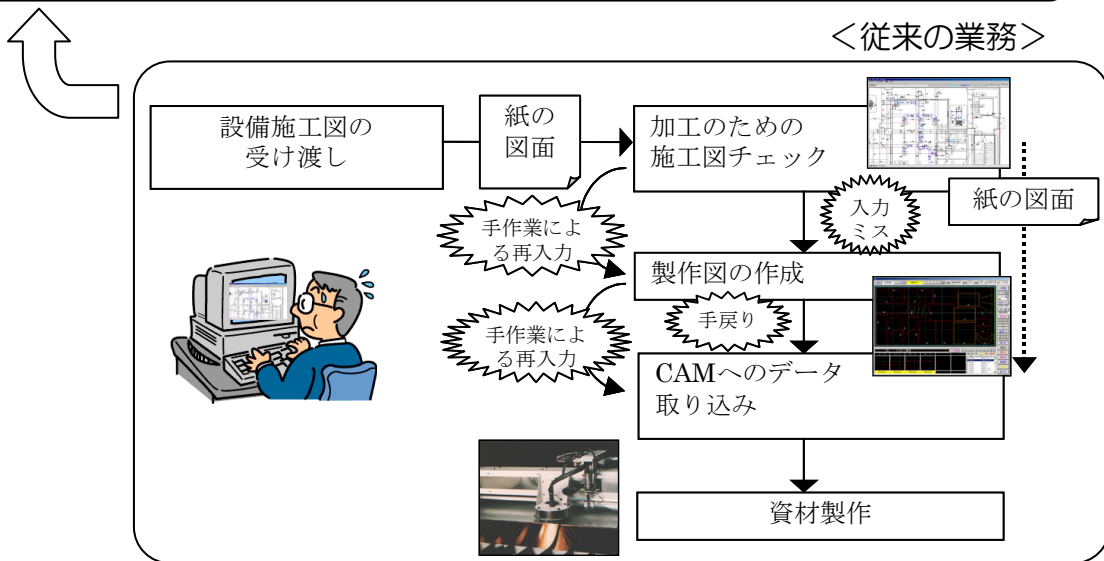 ＜従来の業務＞
設備施工図の
受け渡し
紙の
図面
加工のための
施工図チェック
紙の図面
入力
ミス
手作業によ
る再入力
製作図の作成
手戻り
手作業によ
る再入力
CAMへのデータ
取り込み
資材製作